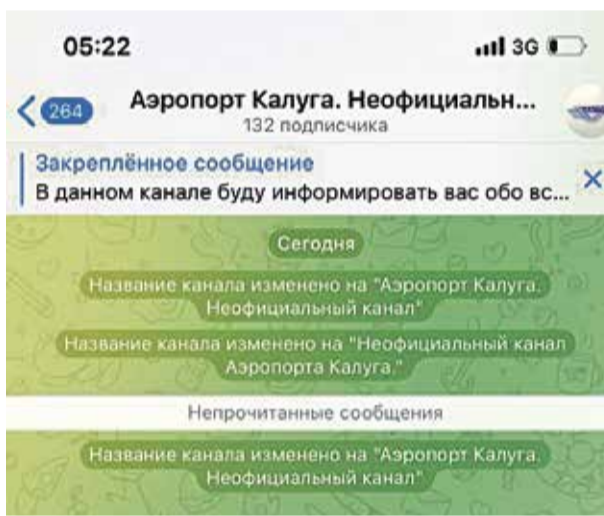 05:22
3G
264
Аэропорт Калуга. Неофициальн...
132 подписчика
Закреплённое сообщение
В данном канале буду информировать вас обо вс...
Сегодня
Название канала изменено на "Аэропорт Калуга.
Неофициальный канал"
Название канала изменено на "Неофициальный канал
Аэропорта Калуга."
Непрочитанные сообщения
Название канала изменено на "Аэропорт Калуга.
Неофициальный канал"